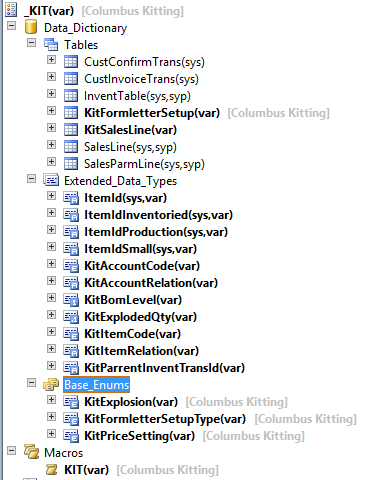 _KIT(var) [Columbus Kitting]
Data_Dictionary
Tables
CustConfirmTrans(sys)
CustInvoiceTrans(sys)
InventTable(sys,syp)
KitFormletterSetup(var) [Columbus Kitting]
KitSalesLine(var)
SalesLine(sys,syp)
SalesParmLine(sys,syp)
Extended_Data_Types
ItemId(sys,var)
ItemIdInventoried(sys,var)
ItemIdProduction(sys,var)
ItemIdSmall(sys,var)
KitAccountCode(var)
KitAccountRelation(var)
KitBomLevel(var)
KitExplodedQty(var)
KitItemCode(var)
KitItemRelation(var)
KitParrentInventTransId(var)
Base_Enums
KitExplosion(var) [Columbus Kitting]
KitFormletterSetupType(var) [Columbus Kitting]
KitPriceSetting(var) [Columbus Kitting]
Macros
KIT(var) [Columbus Kitting]